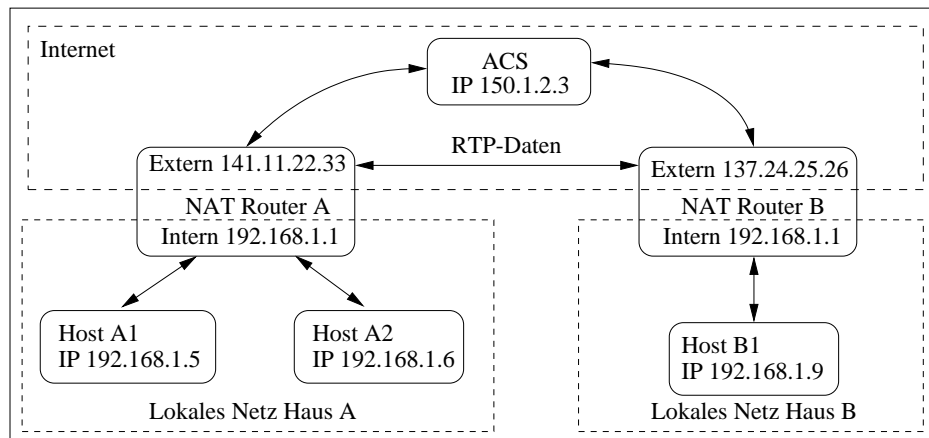 Internet
ACS
IP 150.1.2.3
RTP-Daten
Extern 141.11.22.33
Extern 137.24.25.26
NAT Router A
NAT Router B
Intern 192.168.1.1
Intern 192.168.1.1
Host A1
IP 192.168.1.5
Host A2
IP 192.168.1.6
Host B1
IP 192.168.1.9
Lokales Netz Haus A
Lokales Netz Haus B